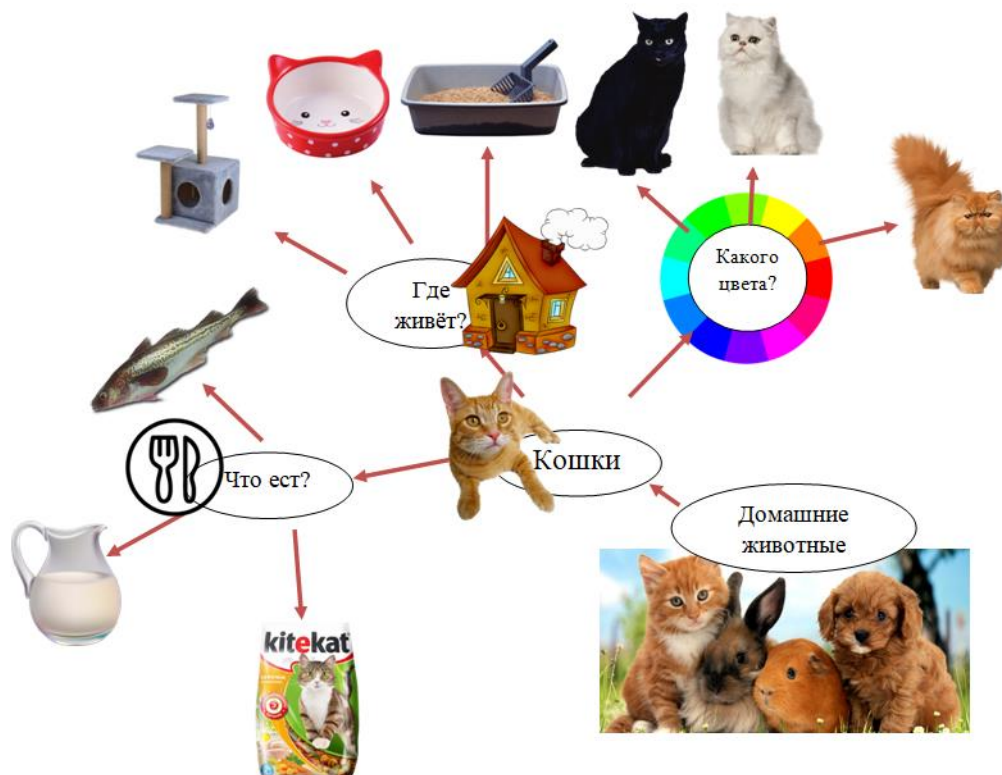 Какого
цвета?
Где
живёт?
Кошки
Что ест?
Домашние
животные
kitekat